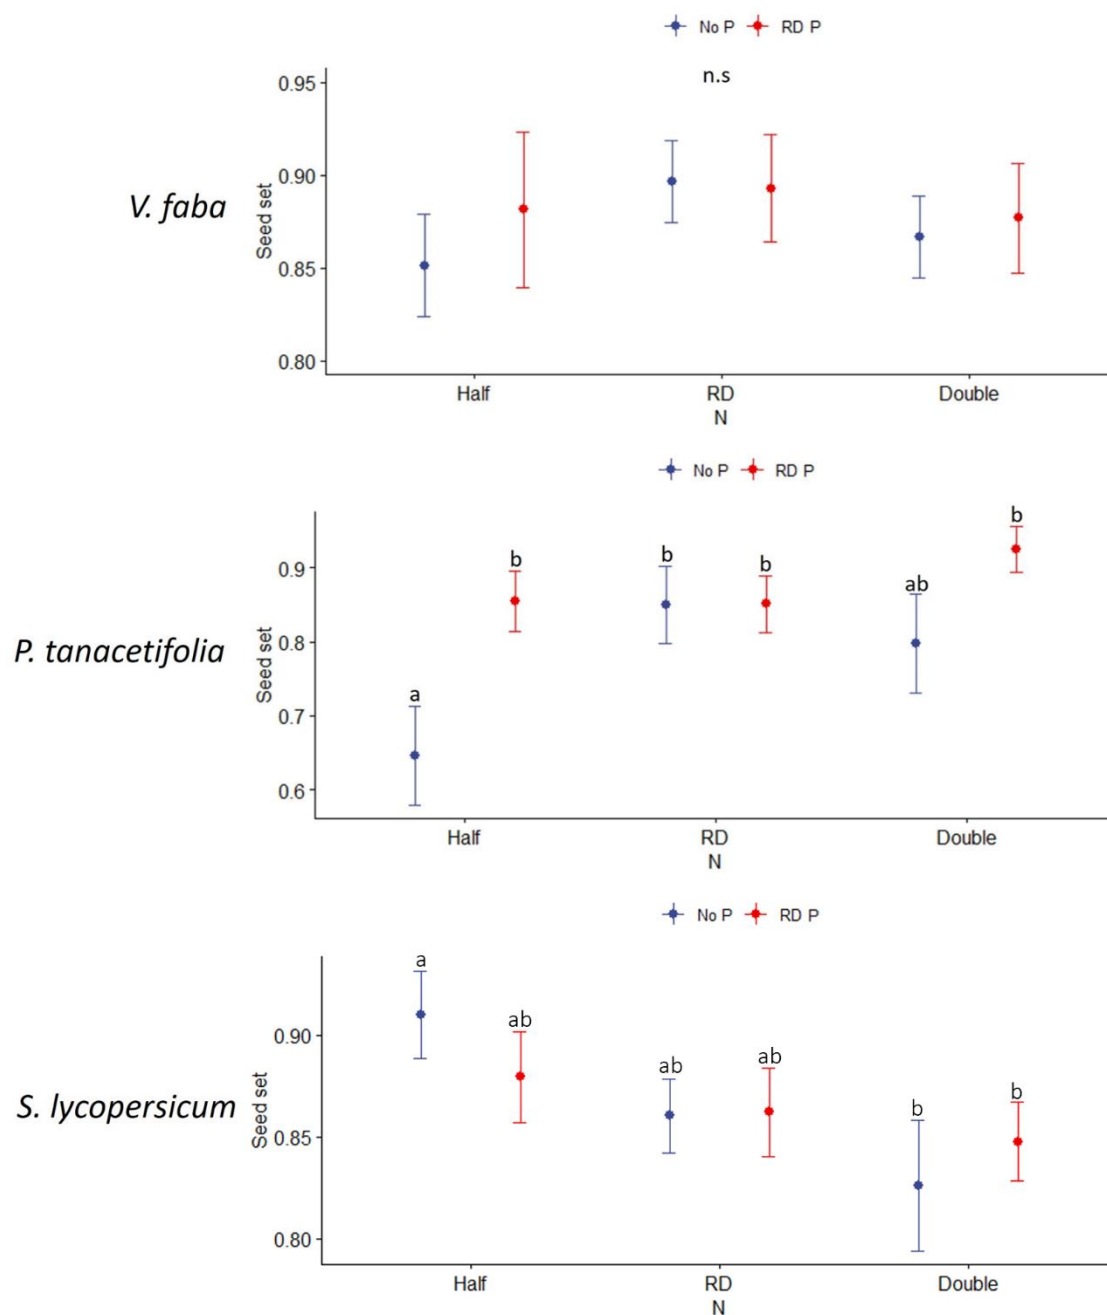 No P RD P
n.s
0.95
0.90
0.85
0.80
Seed set
V. faba
Half RD Double
N
No P RD P
b
b b b
ab
a
0.9
0.8
0.7
0.6
Seed set
P. tanacetifolia
Half RD Double
N
No P RD P
a
ab
ab ab
b b
0.90
0.85
0.80
Seed set
S. lycopersicum
Half RD Double
N